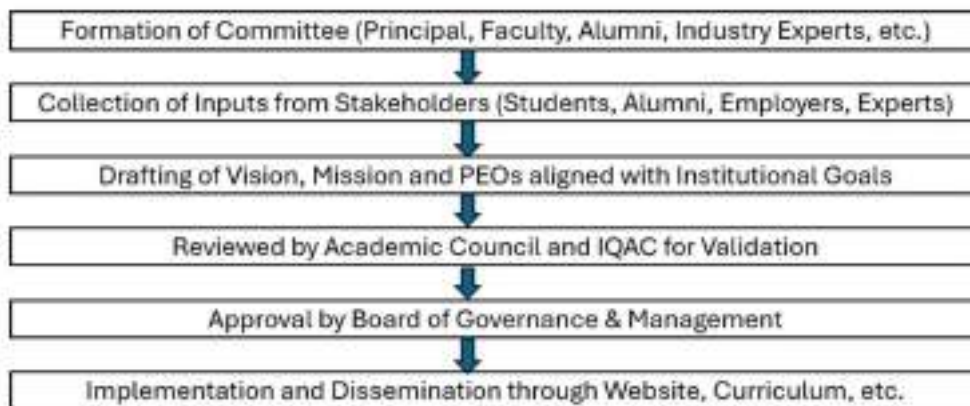 Formation of Committee (Principal, Faculty, Alumni, Industry Experts, etc.)
Collection of Inputs from Stakeholders (Students, Alumni, Employers, Experts)
Drafting of Vision, Mission and PEOs aligned with Institutional Goals
Reviewed by Academic Council and IQAC for Validation
Approval by Board of Governance & Management
Implementation and Dissemination through Website, Curriculum, etc.